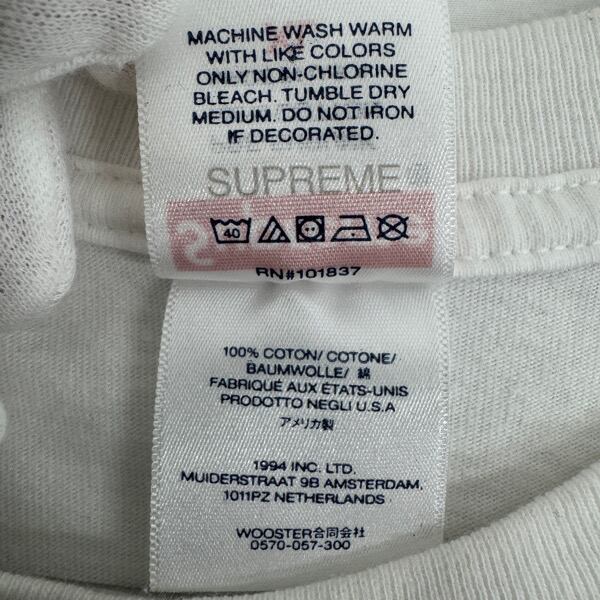 MACHINE WASH WARM
WITH LIKE COLORS
ONLY NON-CHLORINE
BLEACH. TUMBLE DRY
MEDIUM. DO NOT IRON
IF DECORATED.
SUPREME
40
RN#101837
100% COTON/ COTONE/
BAUMWOLLE/ 綿
FABRIQUÉ AUX ÉTATS-UNIS
PRODOTTO NEGLI U.S.A
アメリカ製
1994 INC. LTD.
MUIDERSTRAAT 9B AMSTERDAM.
1011PZ NETHERLANDS
WOOSTER合同会社
0570-057-300